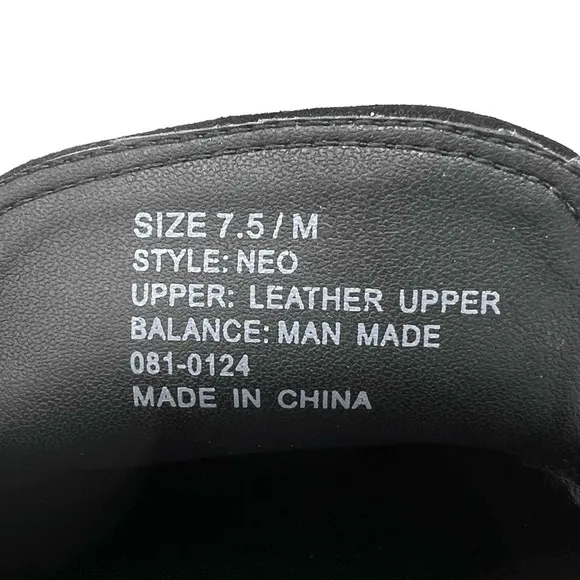 SIZE 7.5 / M
STYLE: NEO
UPPER: LEATHER UPPER
BALANCE: MAN MADE
081-0124
MADE IN CHINA